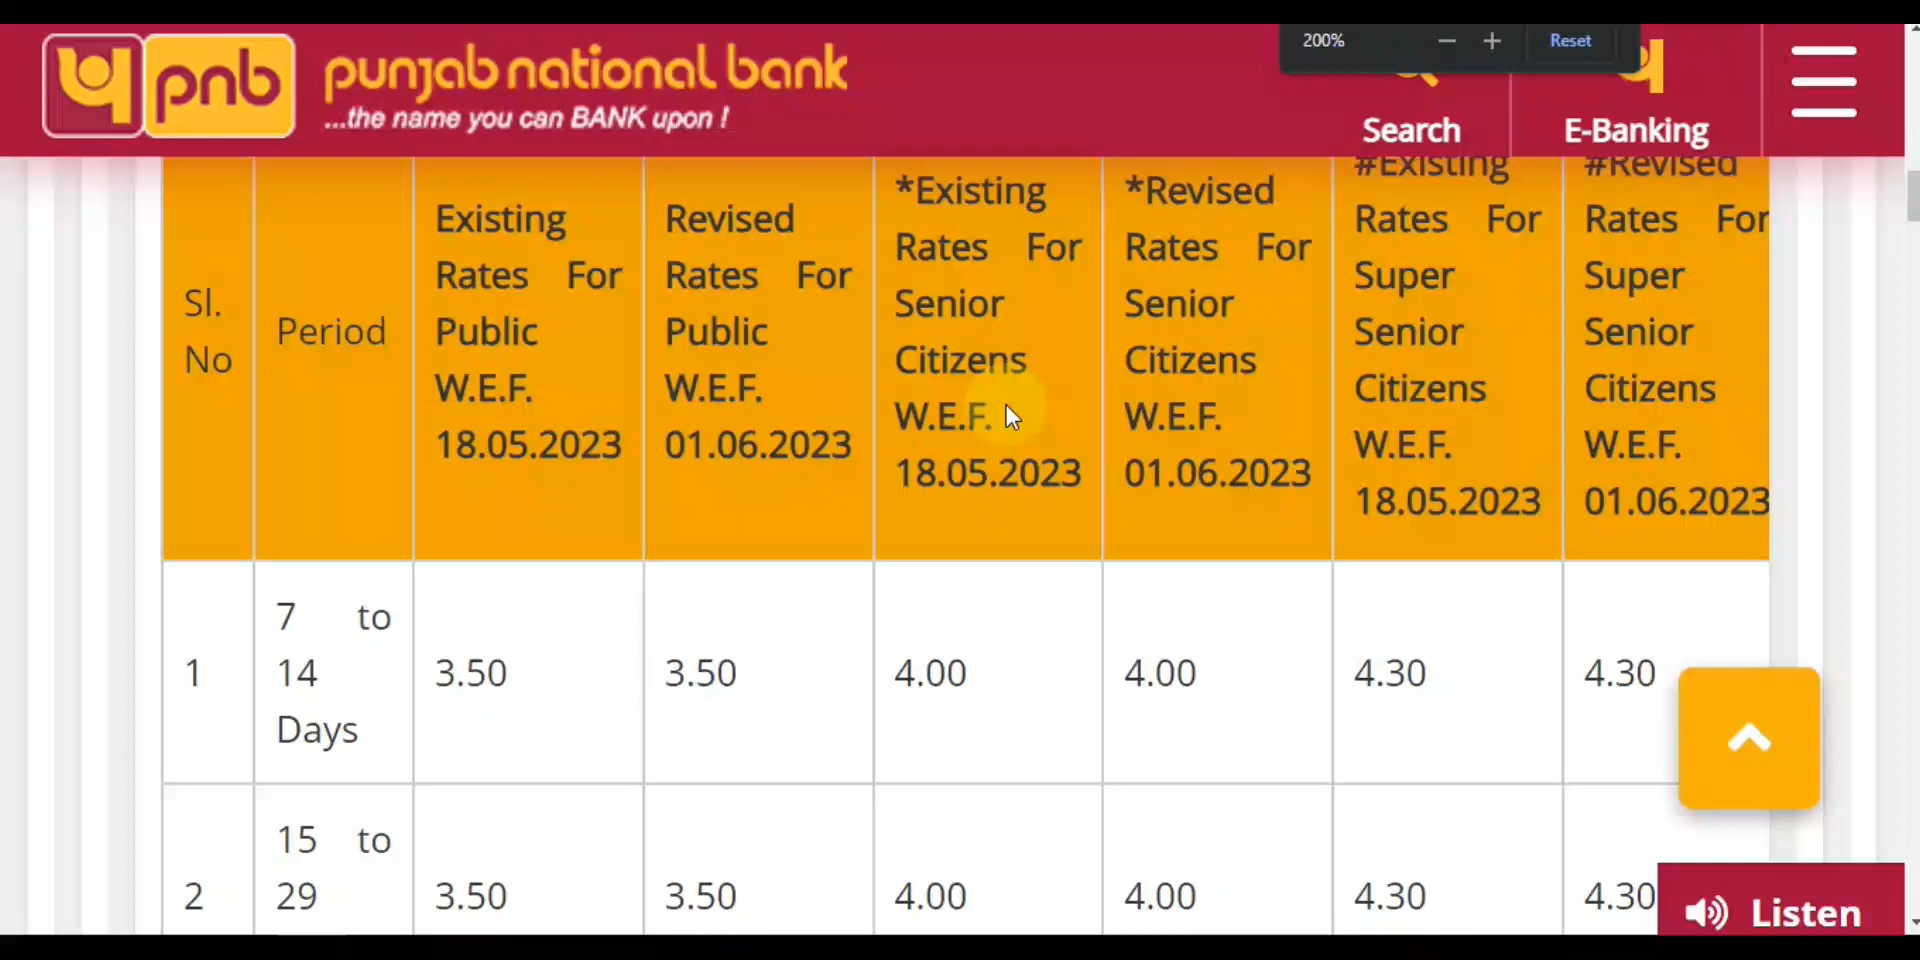 प pnb
punjab national bank
...the name you can BANK upon !
200%
Reset
Search
E-Banking
Sl. No
Period
Existing Rates For Public W.E.F. 18.05.2023
Revised Rates For Public W.E.F. 01.06.2023
*Existing Rates For Senior Citizens W.E.F. 18.05.2023
*Revised Rates For Senior Citizens W.E.F. 01.06.2023
#Existing Rates For Super Senior Citizens W.E.F. 18.05.2023
#Revised Rates For Super Senior Citizens W.E.F. 01.06.2023
1
7 to 14 Days
3.50
3.50
4.00
4.00
4.30
4.30
2
15 to 29
3.50
3.50
4.00
4.00
4.30
4.30
Listen